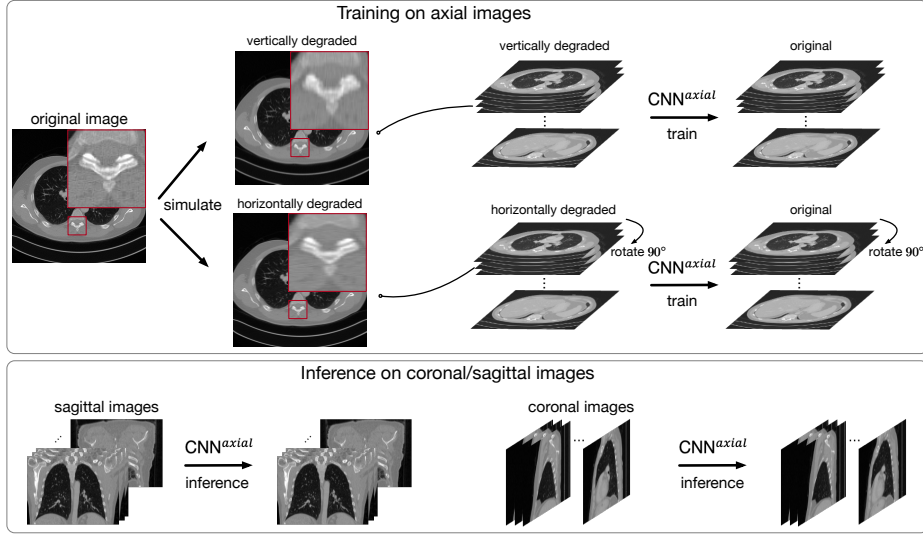 Training on axial images
vertically degraded
vertically degraded
original
original image
CNN^axial
train
simulate
horizontally degraded
horizontally degraded
original
rotate 90°
rotate 90°
CNN^axial
train
Inference on coronal/sagittal images
sagittal images
coronal images
CNN^axial
inference
CNN^axial
inference